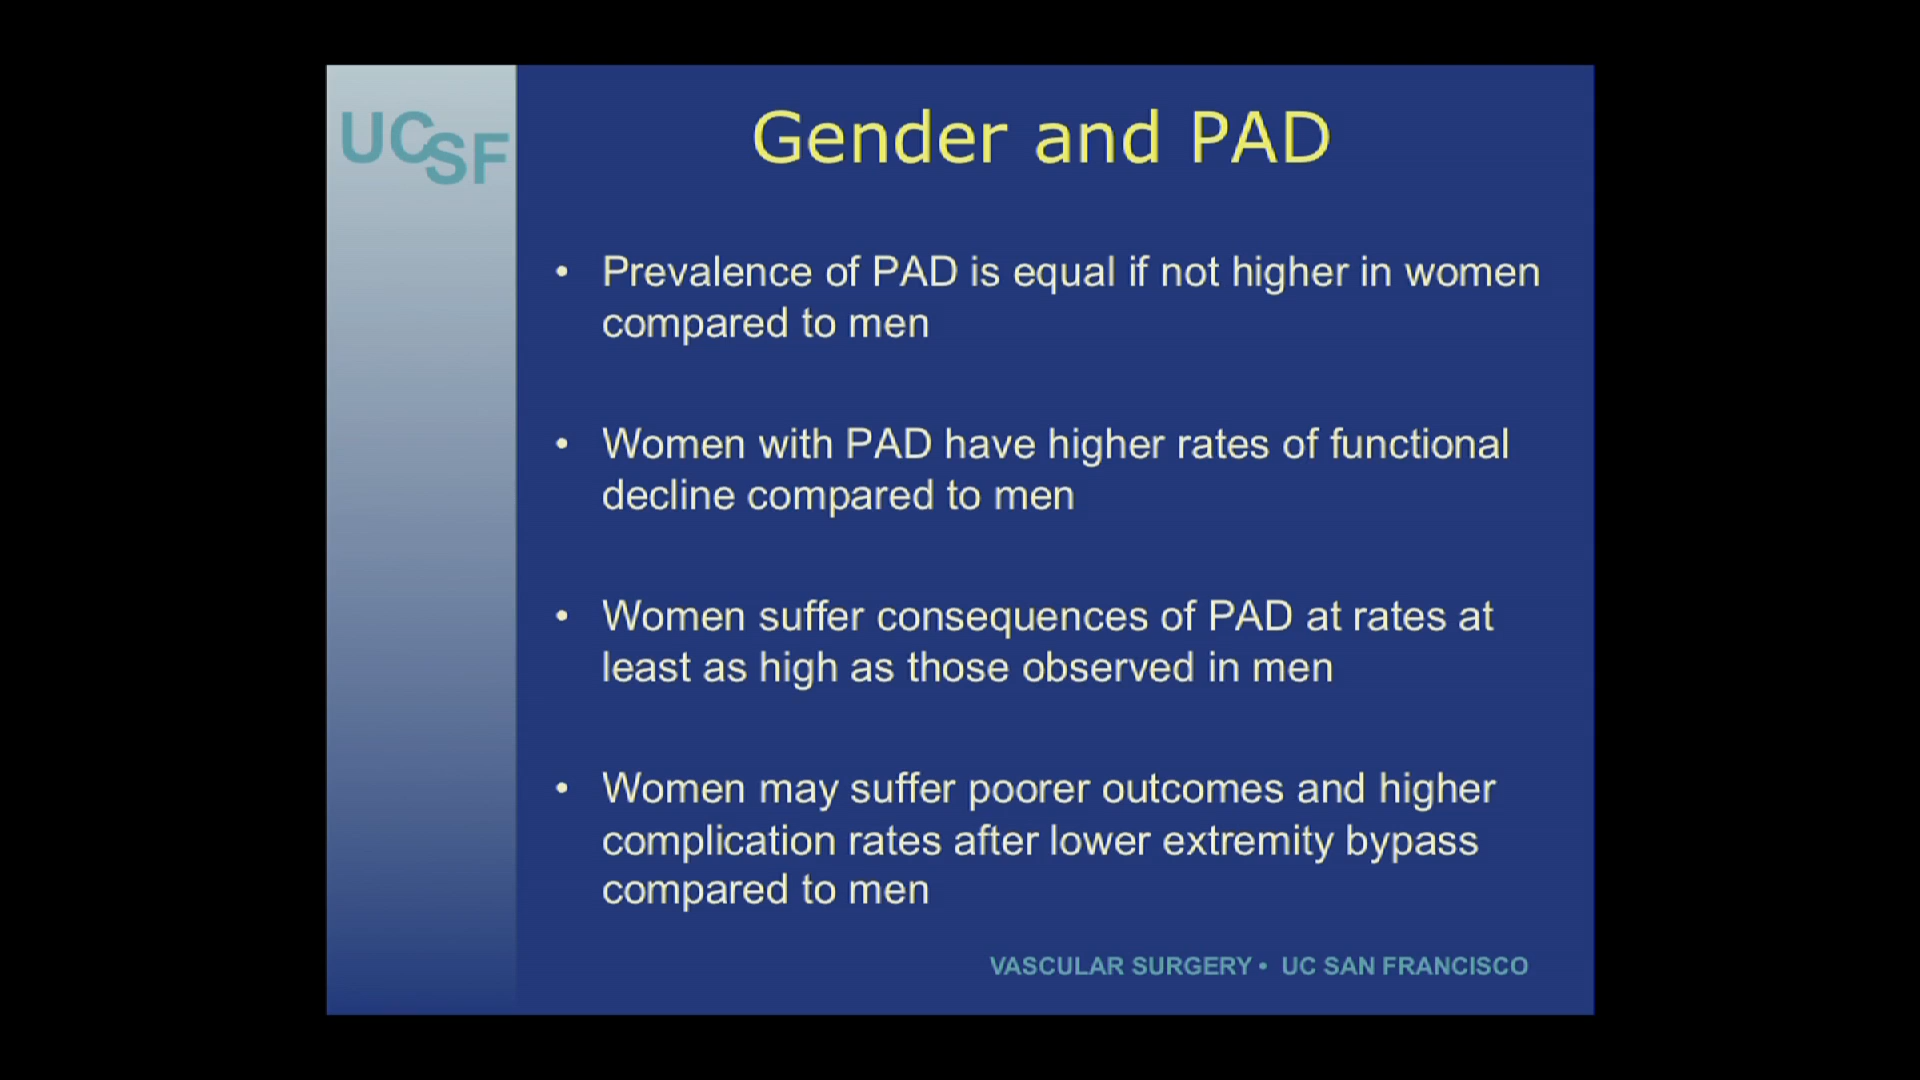 UCSF
Gender and PAD
• Prevalence of PAD is equal if not higher in women
compared to men
• Women with PAD have higher rates of functional
decline compared to men
• Women suffer consequences of PAD at rates at
least as high as those observed in men
• Women may suffer poorer outcomes and higher
complication rates after lower extremity bypass
compared to men
VASCULAR SURGERY • UC SAN FRANCISCO